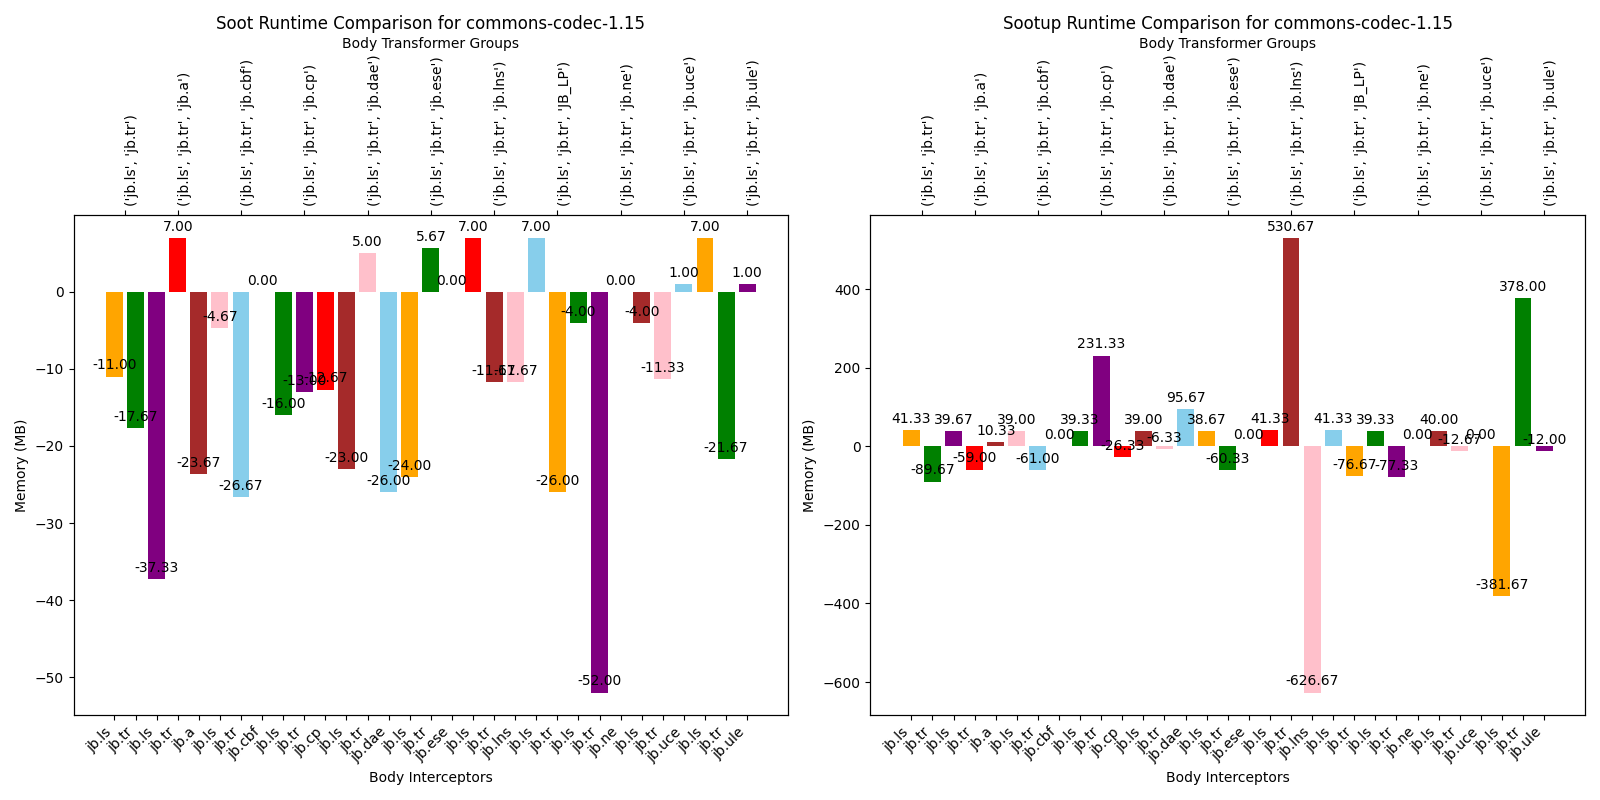 Soot Runtime Comparison for commons-codec-1.15
Body Transformer Groups
('jb.ls', 'jb.tr')
('jb.ls', 'jb.tr', 'jb.a')
('jb.ls', 'jb.tr', 'jb.cbf')
('jb.ls', 'jb.tr', 'jb.cp')
('jb.ls', 'jb.tr', 'jb.dae')
('jb.ls', 'jb.tr', 'jb.ese')
('jb.ls', 'jb.tr', 'jb.lns')
('jb.ls', 'jb.tr', 'JB_LP')
('jb.ls', 'jb.tr', 'jb.ne')
('jb.ls', 'jb.tr', 'jb.uce')
('jb.ls', 'jb.tr', 'jb.ule')
Memory (MB)
0
−10
−20
−30
−40
−50
-11.00
-17.67
-37.33
7.00
-23.67
-4.67
-26.67
0.00
-16.00
-13.00
-12.67
-23.00
5.00
-26.00
-24.00
5.67
0.00
7.00
-11.67
-11.67
7.00
-26.00
-4.00
-52.00
0.00
-4.00
-11.33
1.00
7.00
-21.67
1.00
jb.ls
jb.tr
jb.ls
jb.tr
jb.a
jb.ls
jb.tr
jb.cbf
jb.ls
jb.tr
jb.cp
jb.ls
jb.tr
jb.dae
jb.ls
jb.tr
jb.ese
jb.ls
jb.tr
jb.lns
jb.ls
jb.tr
jb.ls
jb.tr
jb.ne
jb.ls
jb.tr
jb.uce
jb.ls
jb.tr
jb.ule
Body Interceptors
Sootup Runtime Comparison for commons-codec-1.15
Body Transformer Groups
('jb.ls', 'jb.tr')
('jb.ls', 'jb.tr', 'jb.a')
('jb.ls', 'jb.tr', 'jb.cbf')
('jb.ls', 'jb.tr', 'jb.cp')
('jb.ls', 'jb.tr', 'jb.dae')
('jb.ls', 'jb.tr', 'jb.ese')
('jb.ls', 'jb.tr', 'jb.lns')
('jb.ls', 'jb.tr', 'JB_LP')
('jb.ls', 'jb.tr', 'jb.ne')
('jb.ls', 'jb.tr', 'jb.uce')
('jb.ls', 'jb.tr', 'jb.ule')
Memory (MB)
400
200
0
−200
−400
−600
41.33
-89.67
39.67
-59.00
10.33
39.00
-61.00
0.00
39.33
231.33
-26.33
39.00
-6.33
95.67
38.67
-60.33
0.00
41.33
530.67
-626.67
41.33
-76.67
39.33
-77.33
0.00
40.00
-12.67
0.00
-381.67
378.00
-12.00
jb.ls
jb.tr
jb.ls
jb.tr
jb.a
jb.ls
jb.tr
jb.cbf
jb.ls
jb.tr
jb.cp
jb.ls
jb.tr
jb.dae
jb.ls
jb.tr
jb.ese
jb.ls
jb.tr
jb.lns
jb.ls
jb.tr
jb.ls
jb.tr
jb.ne
jb.ls
jb.tr
jb.uce
jb.ls
jb.tr
jb.ule
Body Interceptors